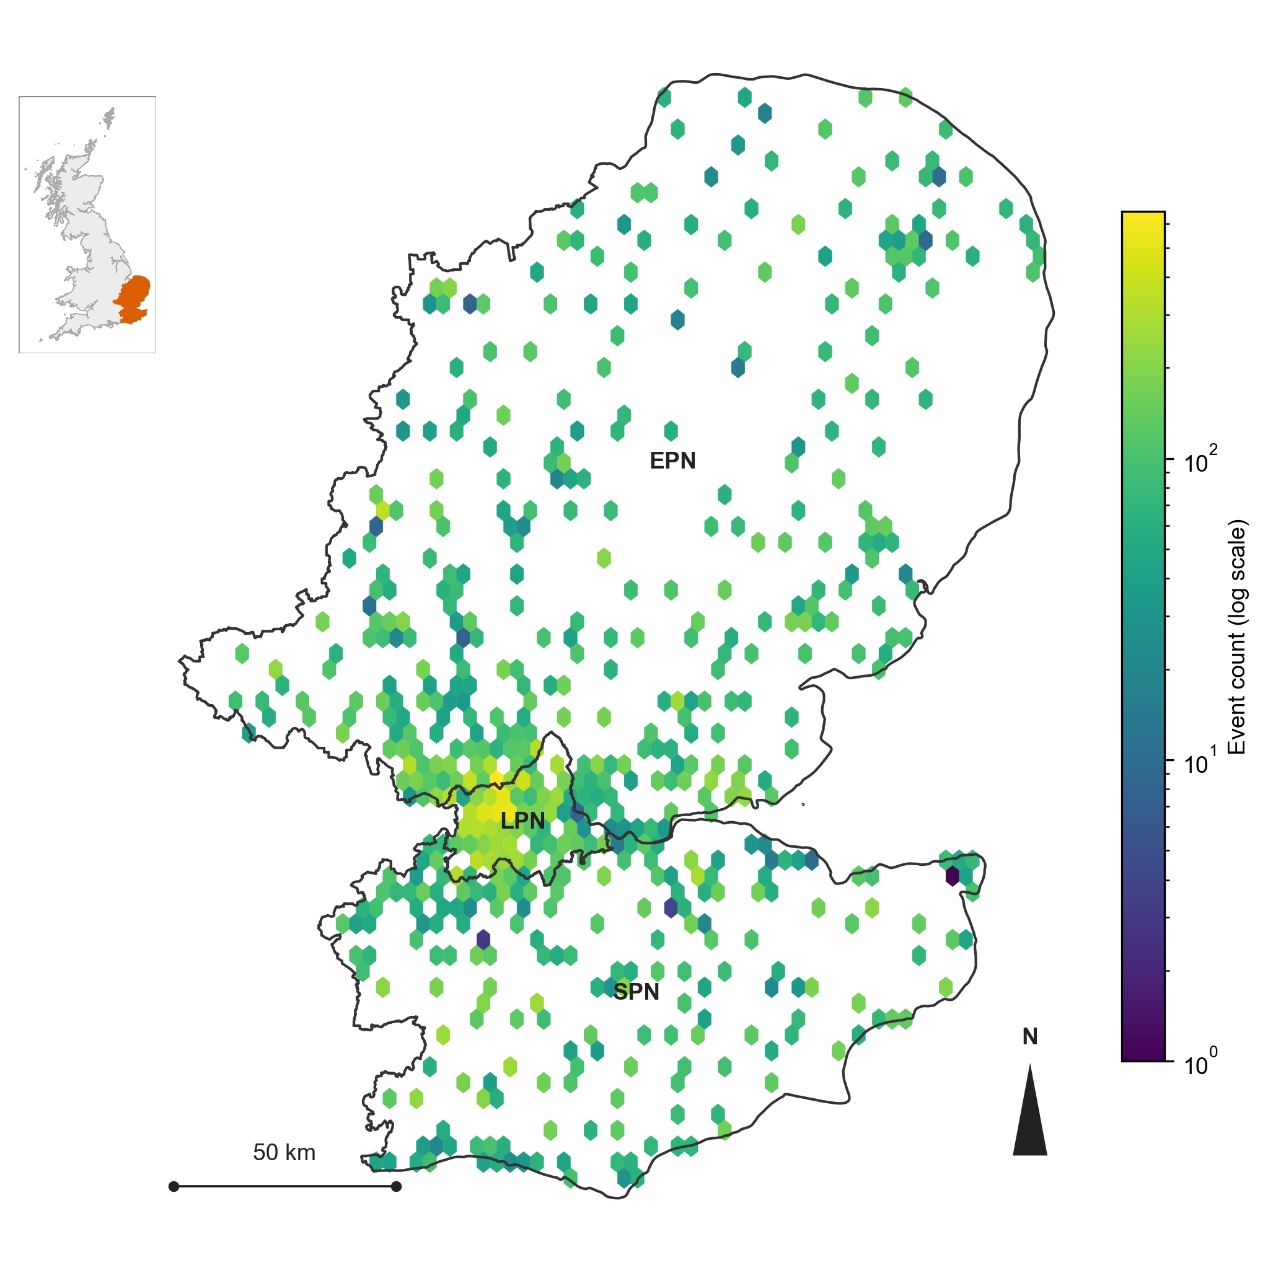 EPN
LPN
SPN
N
50 km
10²
10¹
10⁰
Event count (log scale)